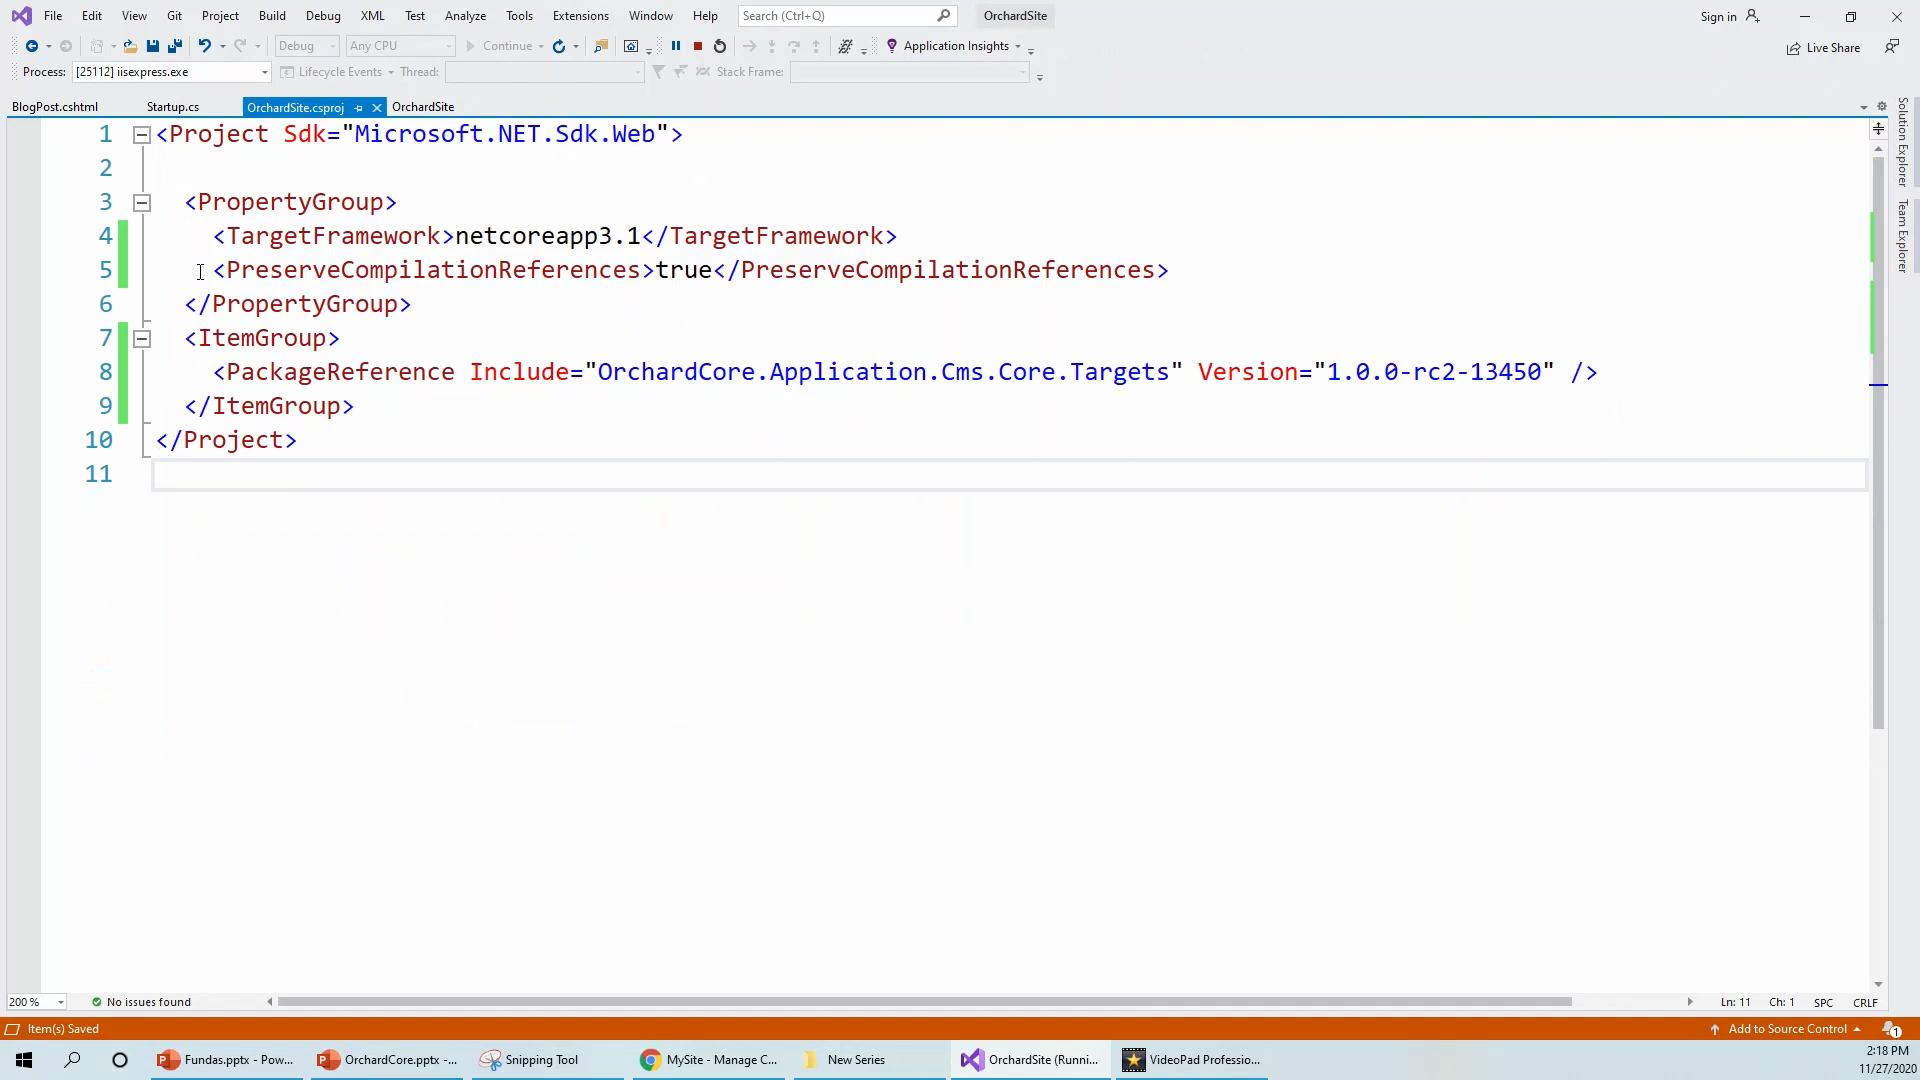 File Edit View Git Project Build Debug XML Test Analyze Tools Extensions Window Help Search (Ctrl+Q) OrchardSite Sign in
Debug Any CPU Continue Application Insights Live Share
Process: [25112] iisexpress.exe Lifecycle Events Thread: Stack Frame:
BlogPost.cshtml Startup.cs OrchardSite.csproj OrchardSite
1 <Project Sdk="Microsoft.NET.Sdk.Web">
2
3 <PropertyGroup>
4 <TargetFramework>netcoreapp3.1</TargetFramework>
5 <PreserveCompilationReferences>true</PreserveCompilationReferences>
6 </PropertyGroup>
7 <ItemGroup>
8 <PackageReference Include="OrchardCore.Application.Cms.Core.Targets" Version="1.0.0-rc2-13450" />
9 </ItemGroup>
10 </Project>
11
Solution Explorer
Team Explorer
200 % No issues found Ln: 11 Ch: 1 SPC CRLF
Item(s) Saved Add to Source Control 1
Fundas.pptx - Pow... OrchardCore.pptx -... Snipping Tool MySite - Manage C... New Series OrchardSite (Runni... VideoPad Professio... 2:18 PM
11/27/2020